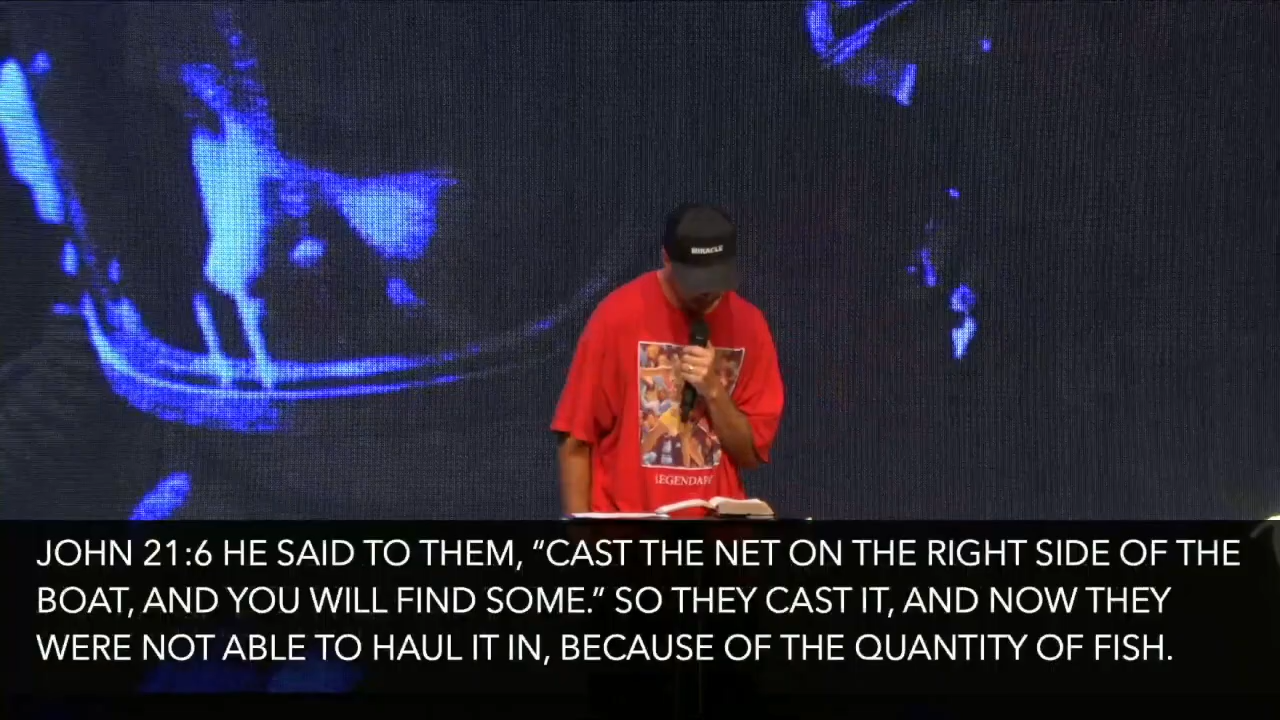 MIRACLE
LEGENDARY
JOHN 21:6 HE SAID TO THEM, “CAST THE NET ON THE RIGHT SIDE OF THE
BOAT, AND YOU WILL FIND SOME.” SO THEY CAST IT, AND NOW THEY
WERE NOT ABLE TO HAUL IT IN, BECAUSE OF THE QUANTITY OF FISH.